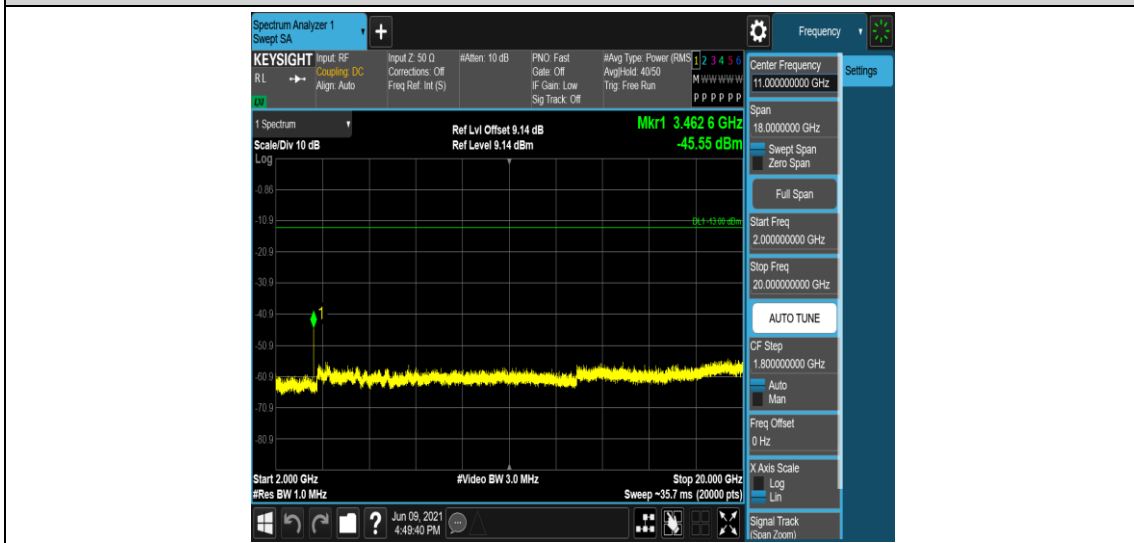 Spectrum Analyzer 1
Swept SA
+
Frequency
KEYSIGHT
RL
Input: RF
Coupling: DC
Align: Auto
Input Z: 50 Ω
Corrections: Off
Freq Ref: Int (S)
#Atten: 10 dB
PNO: Fast
Gate: Off
IF Gain: Low
Sig Track: Off
#Avg Type: Power (RMS
Avg|Hold: 40/50
Trig: Free Run
1 2 3 4 5 6
M W W W W W
P P P P P P
1 Spectrum
Scale/Div 10 dB
Ref Lvl Offset 9.14 dB
Ref Level 9.14 dBm
Mkr1 3.462 6 GHz
-45.55 dBm
Log
-0.86
-10.9
DL1 -13.00 dBm
-20.9
-30.9
-40.9
1
-50.9
-60.9
-70.9
-80.9
Start 2.000 GHz
#Video BW 3.0 MHz
Stop 20.000 GHz
#Res BW 1.0 MHz
Sweep ~35.7 ms (20000 pts)
?
Jun 09, 2021
4:49:40 PM
Center Frequency
11.000000000 GHz
Settings
Span
18.0000000 GHz
Swept Span
Zero Span
Full Span
Start Freq
2.000000000 GHz
Stop Freq
20.000000000 GHz
AUTO TUNE
CF Step
1.800000000 GHz
Auto
Man
Freq Offset
0 Hz
X Axis Scale
Log
Lin
Signal Track
(Span Zoom)